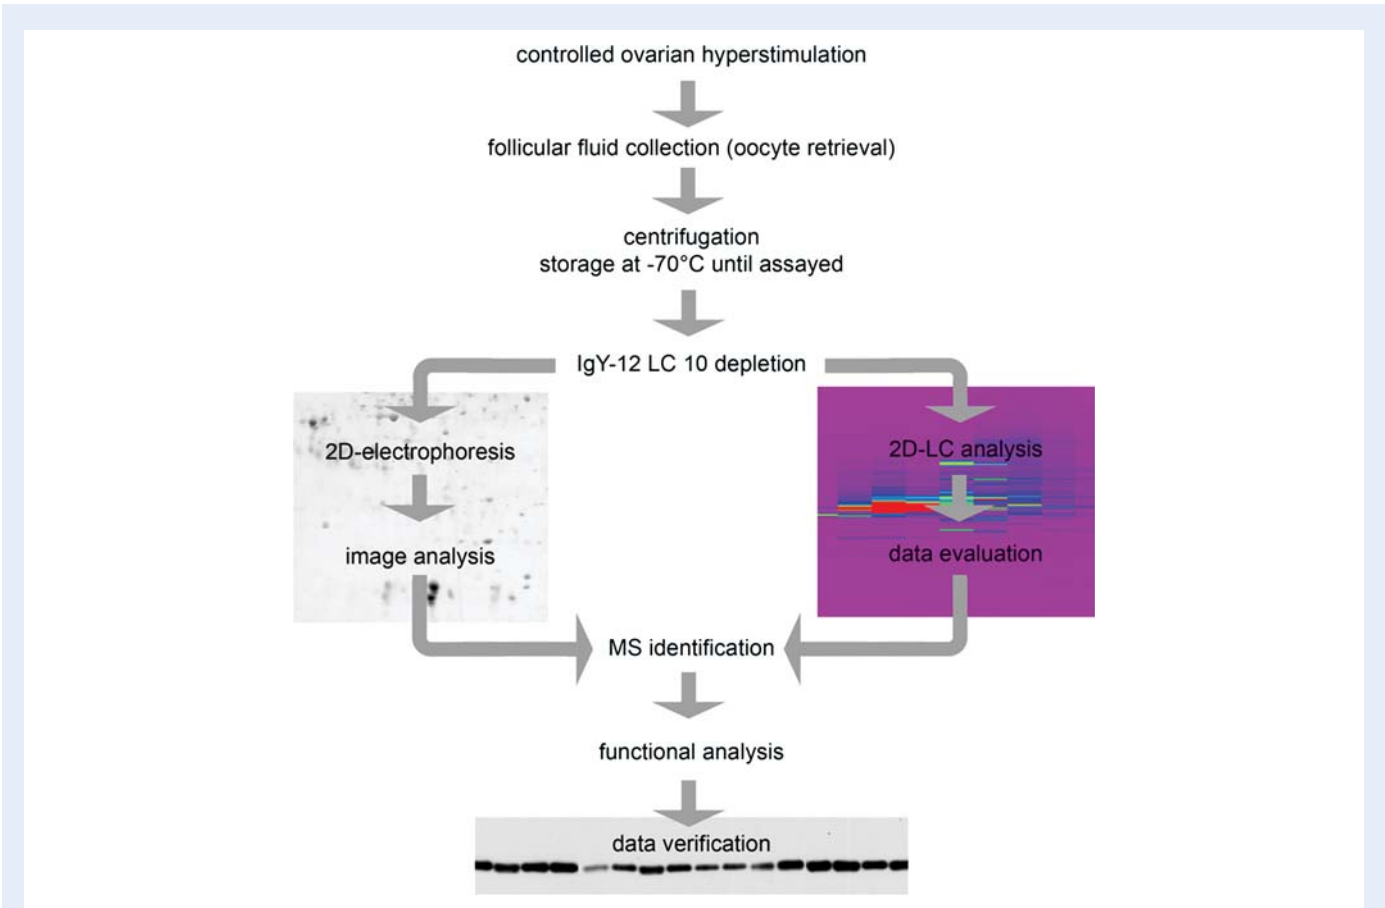 controlled ovarian hyperstimulation
follicular fluid collection (oocyte retrieval)
centrifugation
storage at -70°C until assayed
IgY-12 LC 10 depletion
2D-electrophoresis
image analysis
2D-LC analysis
data evaluation
MS identification
functional analysis
data verification